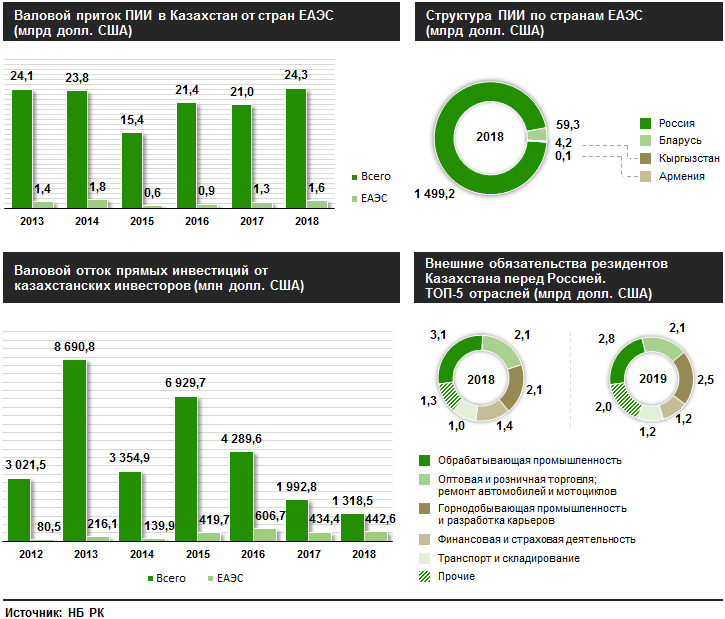 Валовой приток ПИИ в Казахстан от стран ЕАЭС
(млрд долл. США)
24,1
23,8
15,4
21,4
21,0
24,3
1,4
1,8
0,6
0,9
1,3
1,6
2013
2014
2015
2016
2017
2018
Всего
ЕАЭС
Структура ПИИ по странам ЕАЭС
(млрд долл. США)
2018
59,3
4,2
0,1
1 499,2
Россия
Бларусь
Кыргызстан
Армения
Валовой отток прямых инвестиций от
казахстанских инвесторов (млн долл. США)
3 021,5
8 690,8
3 354,9
6 929,7
4 289,6
1 992,8
1 318,5
80,5
216,1
139,9
419,7
606,7
434,4
442,6
2012
2013
2014
2015
2016
2017
2018
Всего
ЕАЭС
Внешние обязательства резидентов
Казахстана перед Россией.
ТОП-5 отраслей (млрд долл. США)
3,1
2,1
2,1
1,4
1,0
1,3
2018
2,8
2,1
2,5
1,2
1,2
2,0
2019
Обрабатывающая промышленность
Оптовая и розничная торговля;
ремонт автомобилей и мотоциклов
Горнодобывающая промышленность
и разработка карьеров
Финансовая и страховая деятельность
Транспорт и складирование
Прочие
Источник: НБ РК